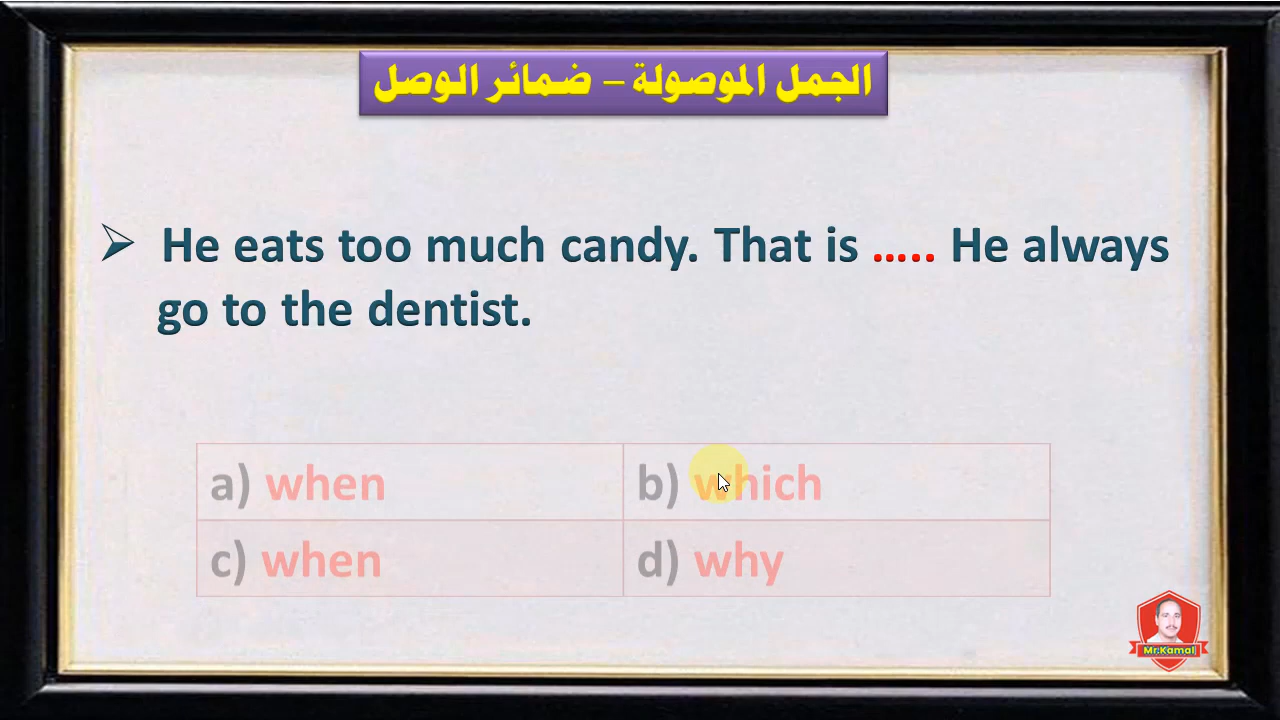 الجمل الموصولة – ضمائر الوصل
➢ He eats too much candy. That is ….. He always
go to the dentist.
a) when
b) which
c) when
d) why
Mr.Kamal